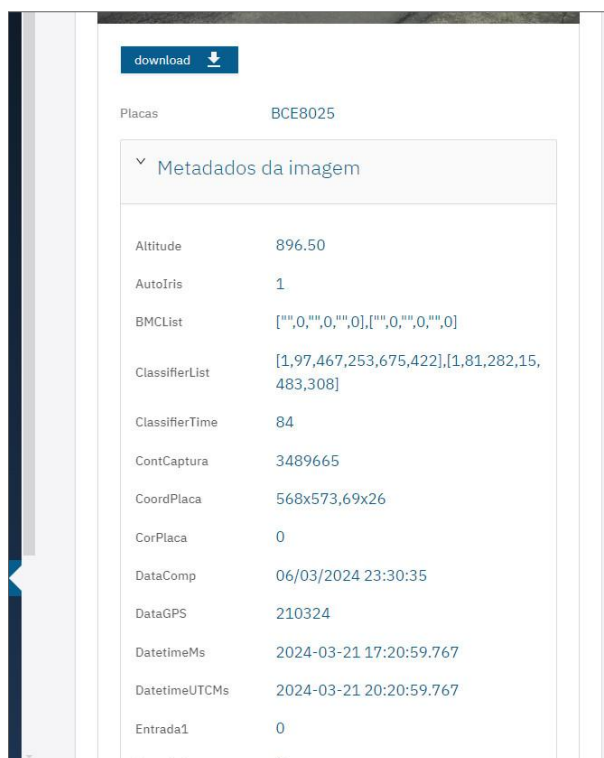 download
Placas BCE8025
Metadados da imagem
Altitude 896.50
AutoIris 1
BMCList ["",0,"",0,"",0],["",0,"",0,"",0]
ClassifierList [1,97,467,253,675,422],[1,81,282,15,
483,308]
ClassifierTime 84
ContCaptura 3489665
CoordPlaca 568x573,69x26
CorPlaca 0
DataComp 06/03/2024 23:30:35
DataGPS 210324
DatetimeMs 2024-03-21 17:20:59.767
DatetimeUTCMs 2024-03-21 20:20:59.767
Entrada1 0